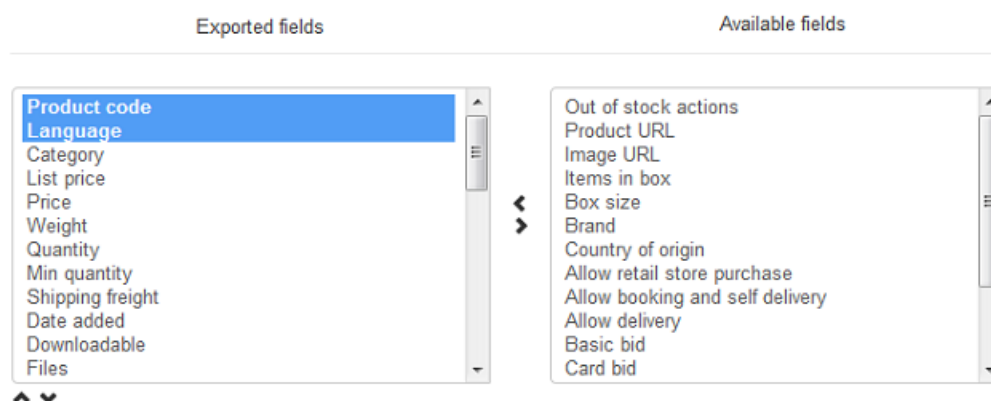 Exported fields
Available fields
Product code
Language
Category
List price
Price
Weight
Quantity
Min quantity
Shipping freight
Date added
Downloadable
Files
Out of stock actions
Product URL
Image URL
Items in box
Box size
Brand
Country of origin
Allow retail store purchase
Allow booking and self delivery
Allow delivery
Basic bid
Card bid